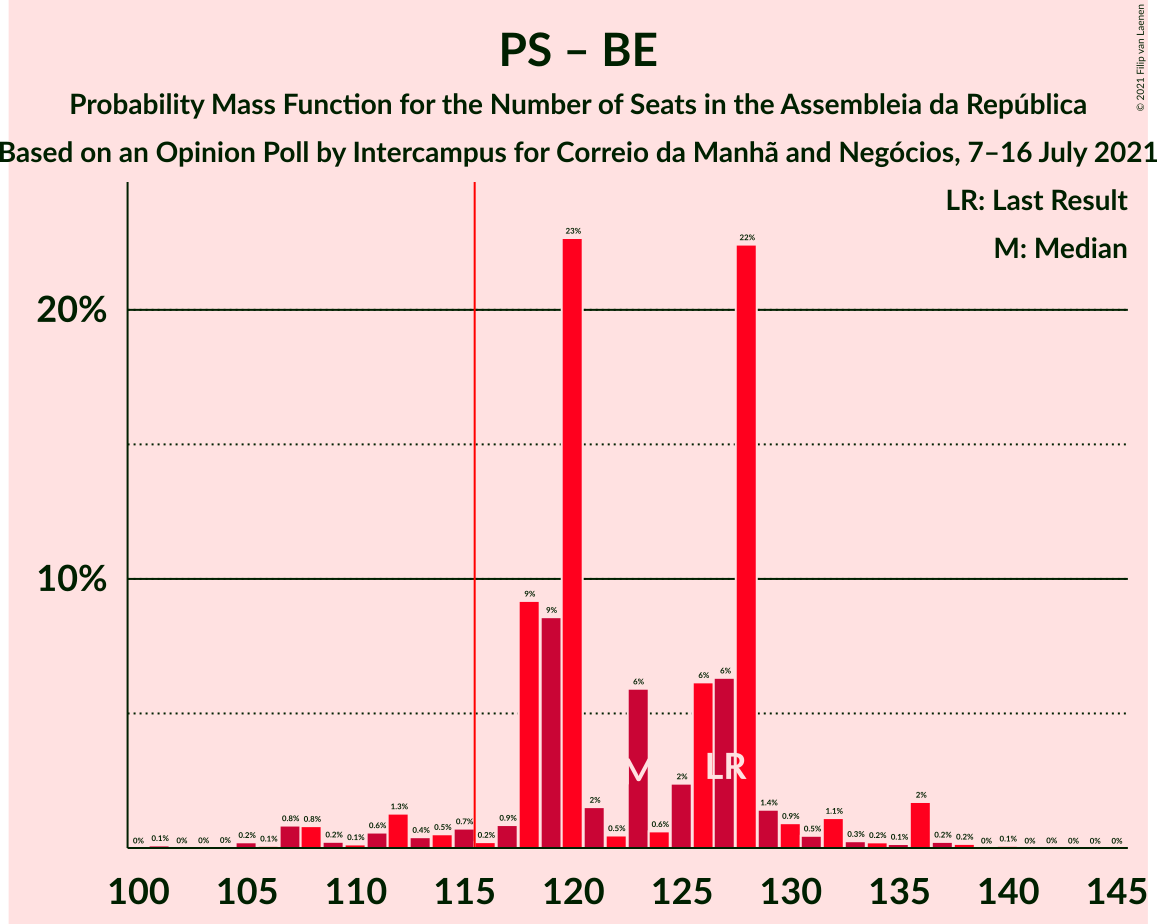 PS – BE
Probability Mass Function for the Number of Seats in the Assembleia da República
Based on an Opinion Poll by Intercampus for Correio da Manhã and Negócios, 7–16 July 2021
© 2021 Filip van Laenen
LR: Last Result
M: Median
20%
10%
0% 0.1% 0% 0% 0% 0.2% 0.1% 0.8% 0.8% 0.2% 0.1% 0.6% 1.3% 0.4% 0.5% 0.7% 0.2% 0.9% 9% 9% 23% 2% 0.5% 6% 0.6% 2% 6% 6% 22% 1.4% 0.9% 0.5% 1.1% 0.3% 0.2% 0.1% 2% 0.2% 0.2% 0% 0.1% 0% 0% 0% 0% 0%
M LR
100 105 110 115 120 125 130 135 140 145